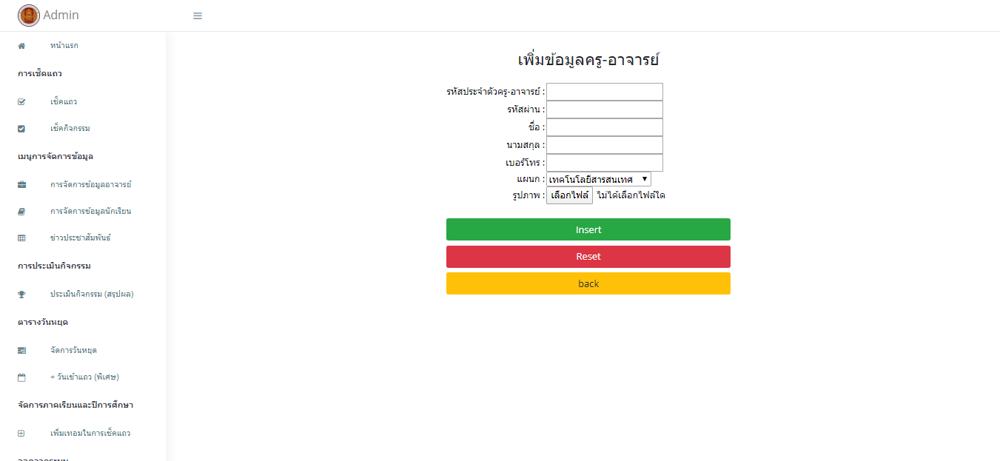 Admin
หน้าแรก
การเช็คแถว
เช็คแถว
เช็คกิจกรรม
เมนูการจัดการข้อมูล
การจัดการข้อมูลอาจารย์
การจัดการข้อมูลนักเรียน
ข่าวประชาสัมพันธ์
การประเมินกิจกรรม
ประเมินกิจกรรม (สรุปผล)
ตารางวันหยุด
จัดการวันหยุด
+ วันเข้าแถว (พิเศษ)
จัดการภาคเรียนและปีการศึกษา
เพิ่มเทอมในการเช็คแถว
เพิ่มข้อมูลครู-อาจารย์
รหัสประจำตัวครู-อาจารย์ :
รหัสผ่าน :
ชื่อ :
นามสกุล :
เบอร์โทร :
แผนก : เทคโนโลยีสารสนเทศ
รูปภาพ : เลือกไฟล์ ไม่ได้เลือกไฟล์ใด
Insert
Reset
back